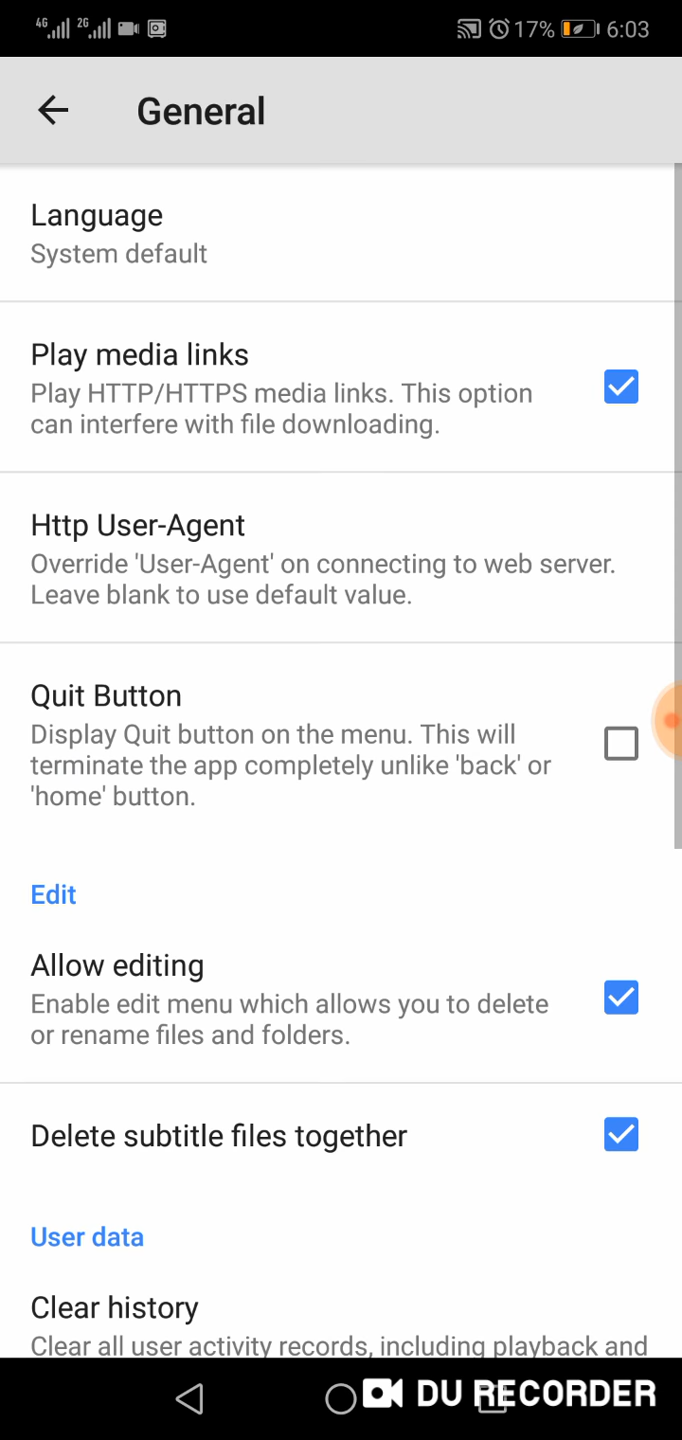 4G 2G 17% 6:03
General
Language
System default
Play media links
Play HTTP/HTTPS media links. This option
can interfere with file downloading.
Http User-Agent
Override 'User-Agent' on connecting to web server.
Leave blank to use default value.
Quit Button
Display Quit button on the menu. This will
terminate the app completely unlike 'back' or
'home' button.
Edit
Allow editing
Enable edit menu which allows you to delete
or rename files and folders.
Delete subtitle files together
User data
Clear history
Clear all user activity records, including playback and
DU RECORDER